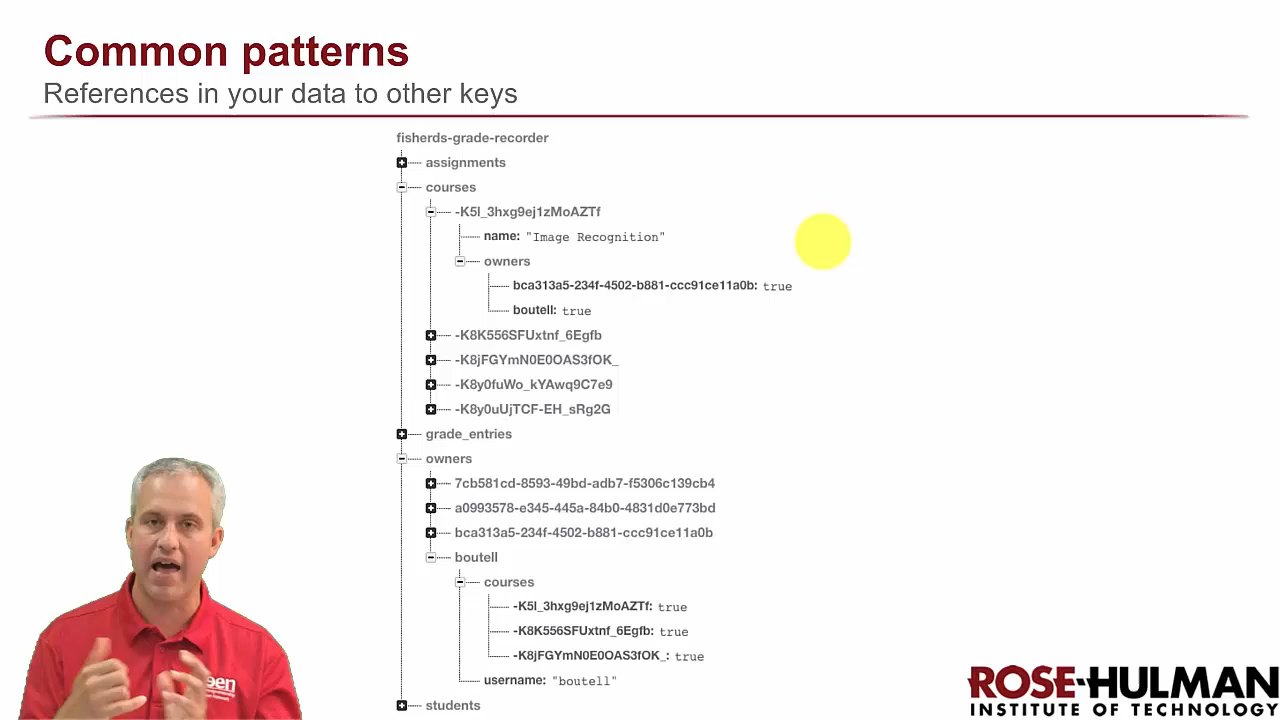 Common patterns
References in your data to other keys
fisherds-grade-recorder
assignments
courses
-K5l_3hxg9ej1zMoAZTf
name: "Image Recognition"
owners
bca313a5-234f-4502-b881-ccc91ce11a0b: true
boutell: true
-K8K556SFUxtnf_6Egfb
-K8jFGYmN0E0OAS3fOK_
-K8y0fuWo_kYAwq9C7e9
-K8y0uUjTCF-EH_sRg2G
grade_entries
owners
7cb581cd-8593-49bd-adb7-f5306c139cb4
a0993578-e345-445a-84b0-4831d0e773bd
bca313a5-234f-4502-b881-ccc91ce11a0b
boutell
courses
-K5l_3hxg9ej1zMoAZTf: true
-K8K556SFUxtnf_6Egfb: true
-K8jFGYmN0E0OAS3fOK_: true
username: "boutell"
students
ROSE-HULMAN
INSTITUTE OF TECHNOLOGY